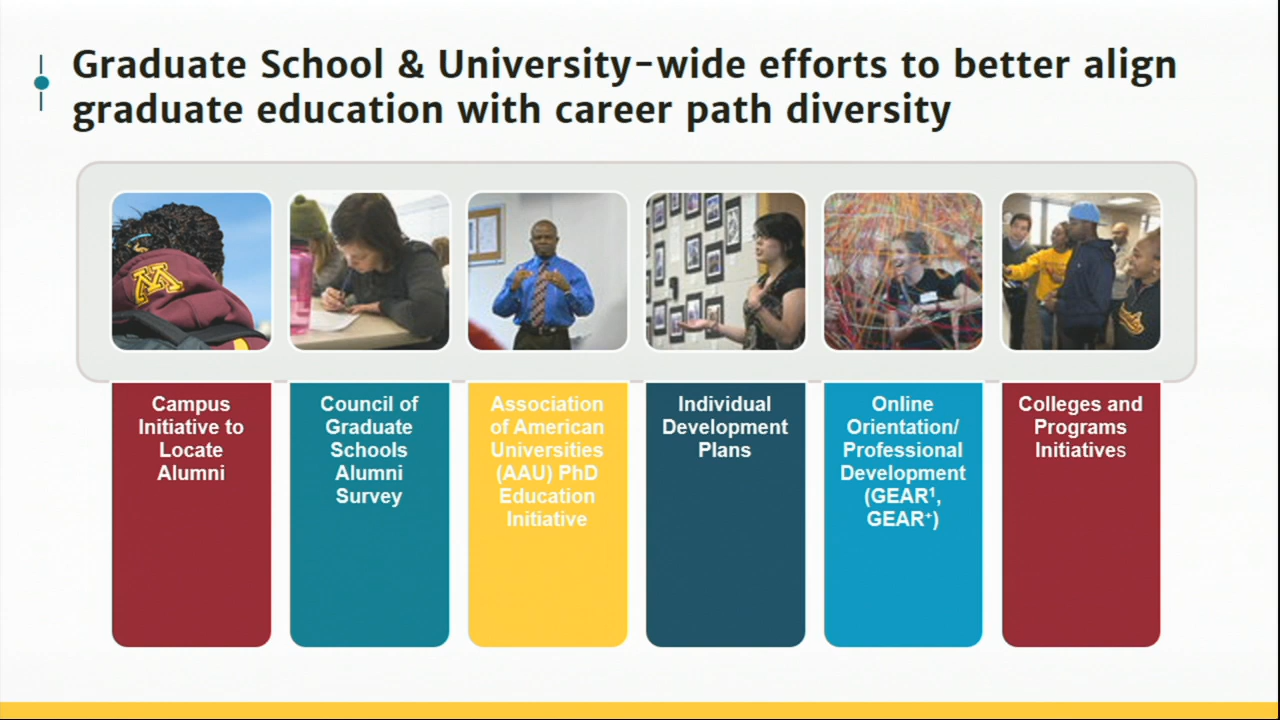 Graduate School & University-wide efforts to better align
graduate education with career path diversity
M
Campus
Initiative to
Locate
Alumni
Council of
Graduate
Schools
Alumni
Survey
Association
of American
Universities
(AAU) PhD
Education
Initiative
Individual
Development
Plans
Online
Orientation/
Professional
Development
(GEAR¹,
GEAR⁺)
Colleges and
Programs
Initiatives